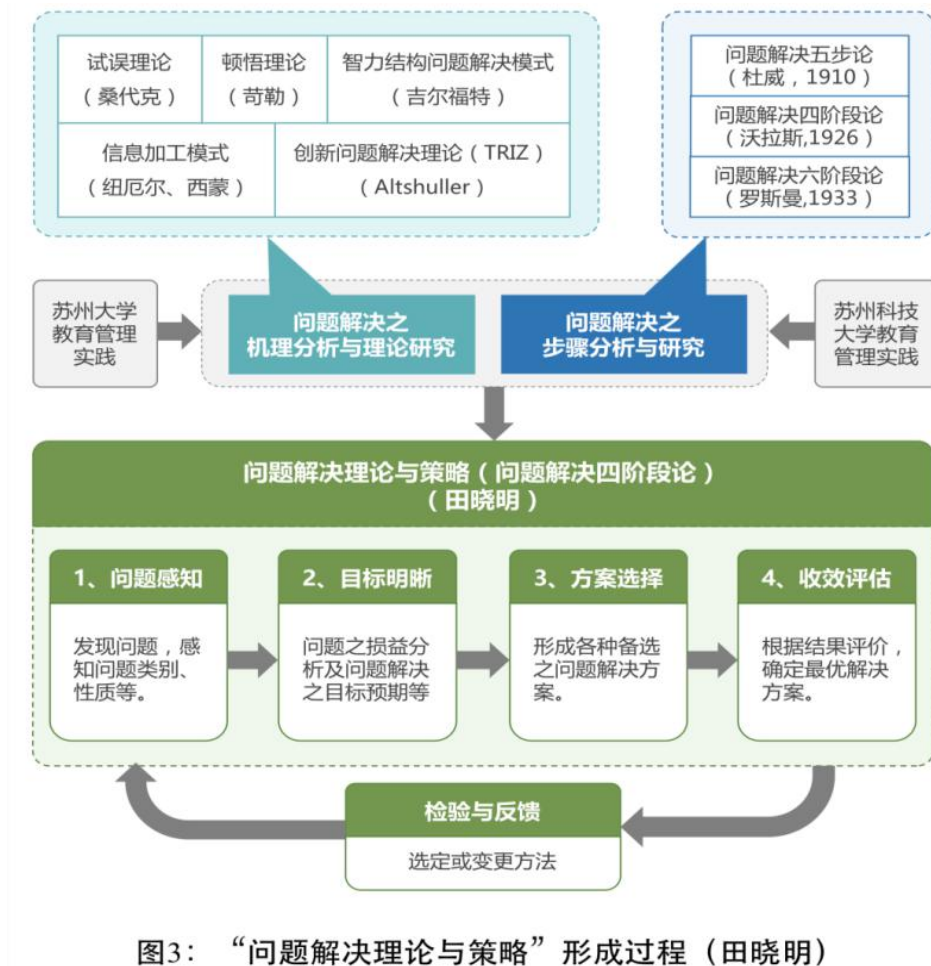 试误理论
（桑代克）
顿悟理论
（苛勒）
智力结构问题解决模式
（吉尔福特）
信息加工模式
（纽厄尔、西蒙）
创新问题解决理论（TRIZ）
（Altshuller）
问题解决五步论
（杜威，1910）
问题解决四阶段论
（沃拉斯,1926）
问题解决六阶段论
（罗斯曼,1933）
苏州大学
教育管理
实践
问题解决之
机理分析与理论研究
问题解决之
步骤分析与研究
苏州科技
大学教育
管理实践
问题解决理论与策略（问题解决四阶段论）
（田晓明）
1、问题感知
发现问题，感
知问题类别、
性质等。
2、目标明晰
问题之损益分
析及问题解决
之目标预期等
3、方案选择
形成各种备选
之问题解决方
案。
4、收效评估
根据结果评价，
确定最优解决
方案。
检验与反馈
选定或变更方法
图3：“问题解决理论与策略”形成过程（田晓明）